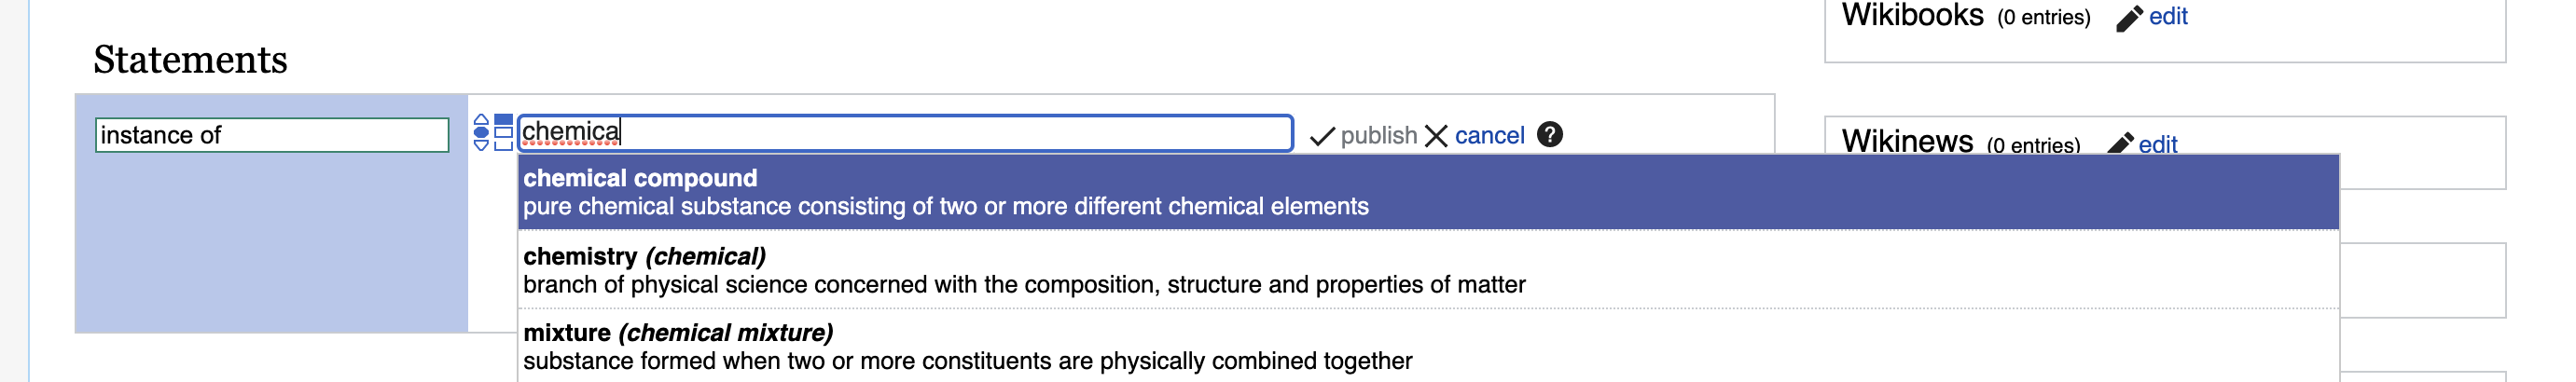 Wikibooks (0 entries) edit
Statements
instance of
chemica
publish cancel ?
Wikinews (0 entries) edit
chemical compound
pure chemical substance consisting of two or more different chemical elements
chemistry (chemical)
branch of physical science concerned with the composition, structure and properties of matter
mixture (chemical mixture)
substance formed when two or more constituents are physically combined together